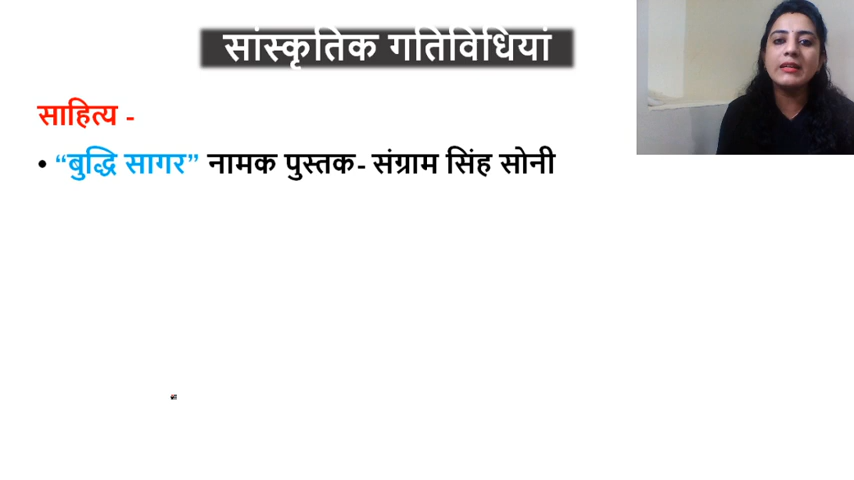 सांस्कृतिक गतिविधियां
साहित्य -
• “बुद्धि सागर” नामक पुस्तक- संग्राम सिंह सोनी